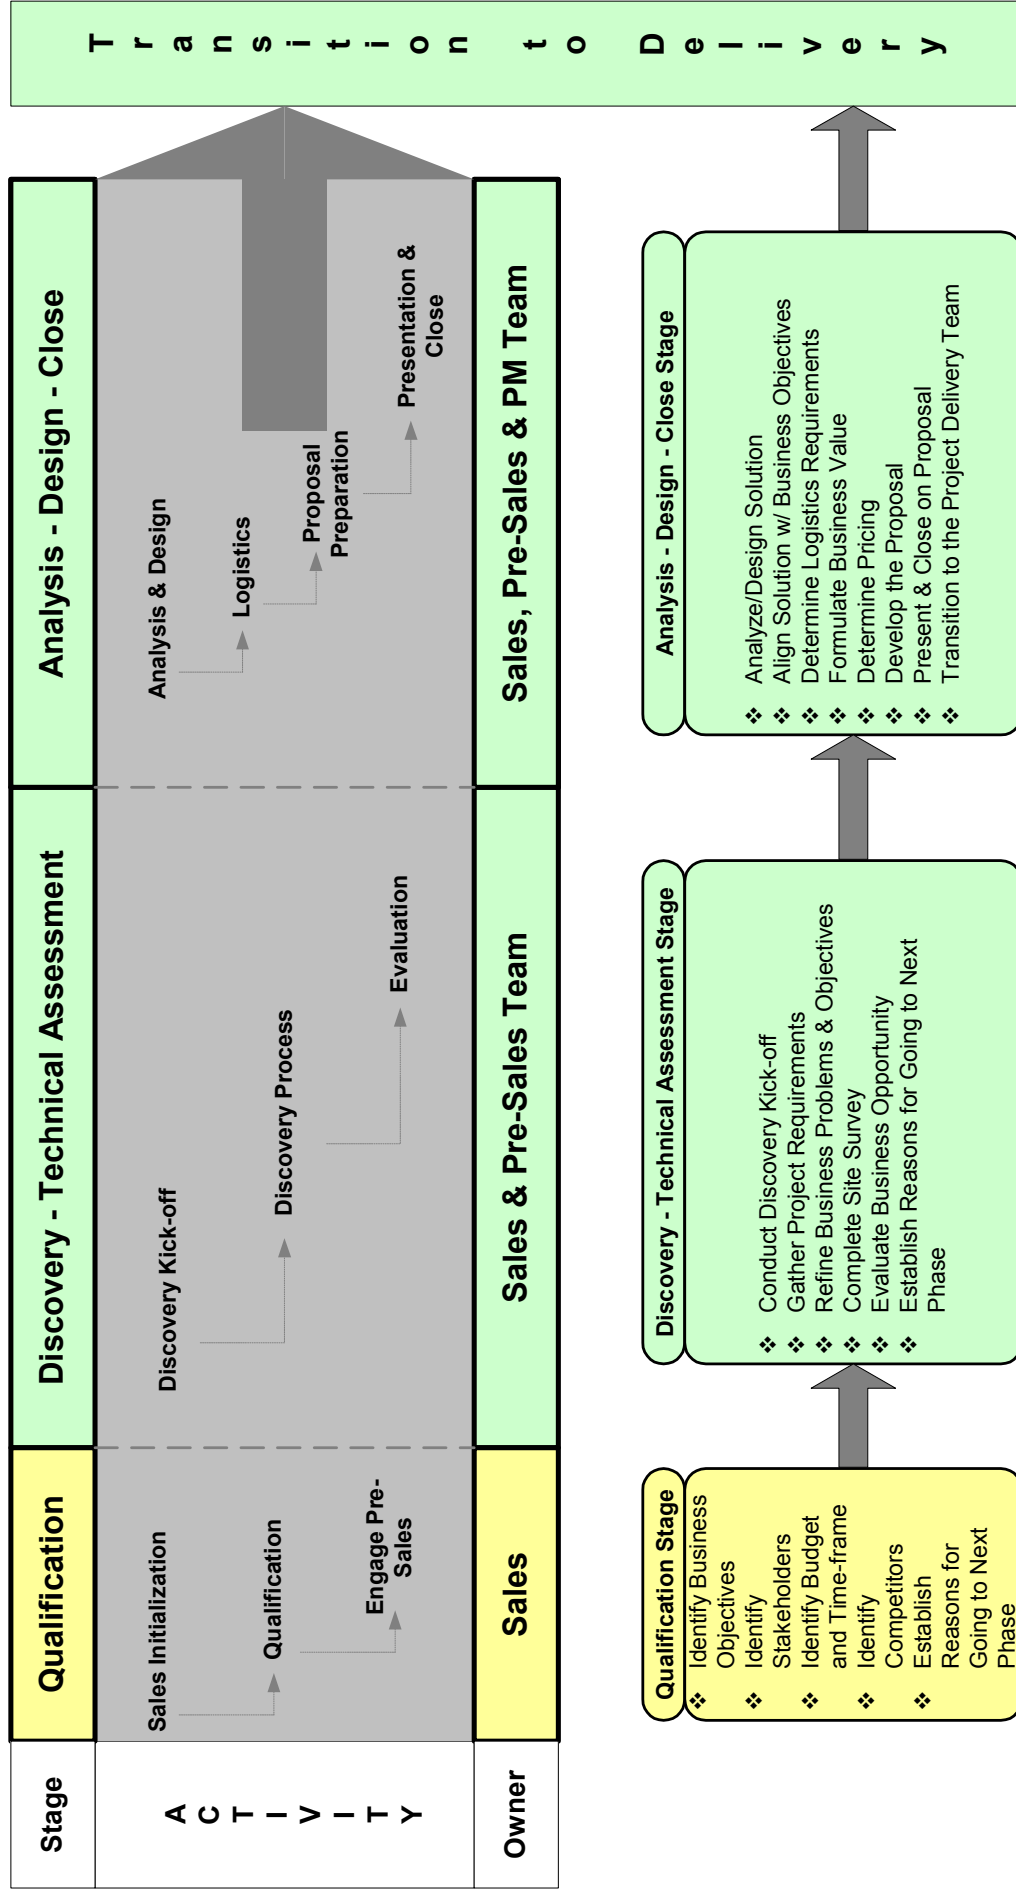 Stage
Qualification
Discovery - Technical Assessment
Analysis - Design - Close
ACTIVITY
Sales Initialization
Qualification
Engage Pre-
Sales
Discovery Kick-off
Discovery Process
Evaluation
Analysis & Design
Logistics
Proposal
Preparation
Presentation &
Close
Owner
Sales
Sales & Pre-Sales Team
Sales, Pre-Sales & PM Team
Transition to Delivery
Qualification Stage
❖ Identify Business
Objectives
❖ Identify
Stakeholders
❖ Identify Budget
and Time-frame
❖ Identify
Competitors
❖ Establish
Reasons for
Going to Next
Phase
Discovery - Technical Assessment Stage
❖ Conduct Discovery Kick-off
❖ Gather Project Requirements
❖ Refine Business Problems & Objectives
❖ Complete Site Survey
❖ Evaluate Business Opportunity
❖ Establish Reasons for Going to Next
Phase
Analysis - Design - Close Stage
❖ Analyze/Design Solution
❖ Align Solution w/ Business Objectives
❖ Determine Logistics Requirements
❖ Formulate Business Value
❖ Determine Pricing
❖ Develop the Proposal
❖ Present & Close on Proposal
❖ Transition to the Project Delivery Team